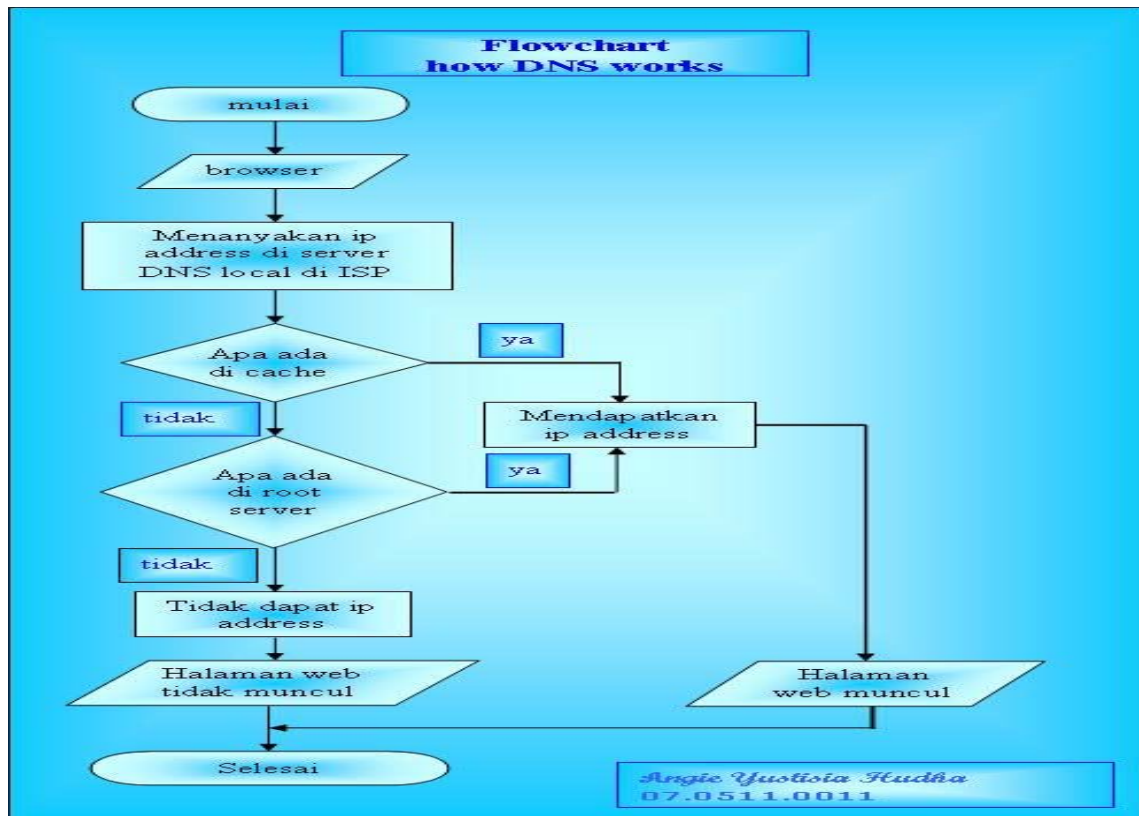 Flowchart
how DNS works
mulai
browser
Menanyakan ip
address di server
DNS local di ISP
Apa ada
di cache
ya
tidak
Mendapatkan
ip address
Apa ada
di root
server
ya
tidak
Tidak dapat ip
address
Halaman web
tidak muncul
Halaman
web muncul
Selesai
Angie Yustisia Hudha
07.0511.0011